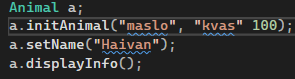 Animal a;
a.initAnimal("maslo", "kvas" 100);
a.setName("Haivan");
a.displayInfo();